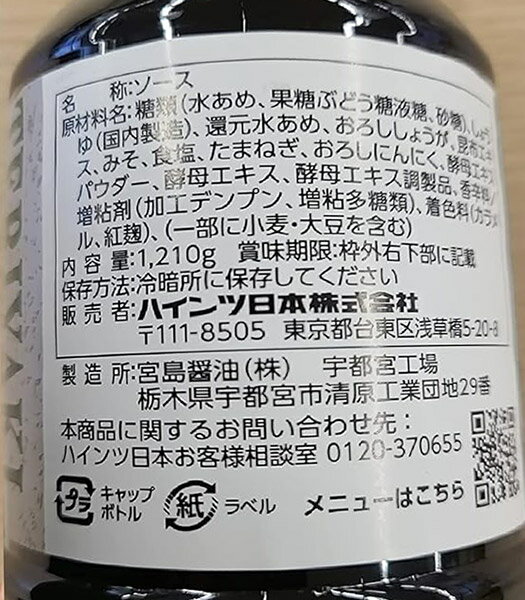 名 称:ソース
原材料名:糖類(水あめ、果糖ぶどう糖液糖、砂糖)、しょう
ゆ(国内製造)、還元水あめ、おろししょうが、昆布エキ
ス、みそ、食塩、たまねぎ、おろしにんにく、酵母エキス
パウダー、酵母エキス、酵母エキス調製品、香辛料/
増粘剤(加工デンプン、増粘多糖類)、着色料(カラメ
ル、紅麹)、(一部に小麦・大豆を含む)
内 容 量:1,210g 賞味期限:枠外右下部に記載
保存方法:冷暗所に保存してください
販 売 者:ハインツ日本株式会社
〒111-8505 東京都台東区浅草橋5-20-8
製 造 所:宮島醤油(株) 宇都宮工場
栃木県宇都宮市清原工業団地29番
本商品に関するお問い合わせ先:
ハインツ日本お客様相談室 0120-370655
プラ キャップ
ボトル
紙 ラベル
メニューはこちら
TERIYAKI